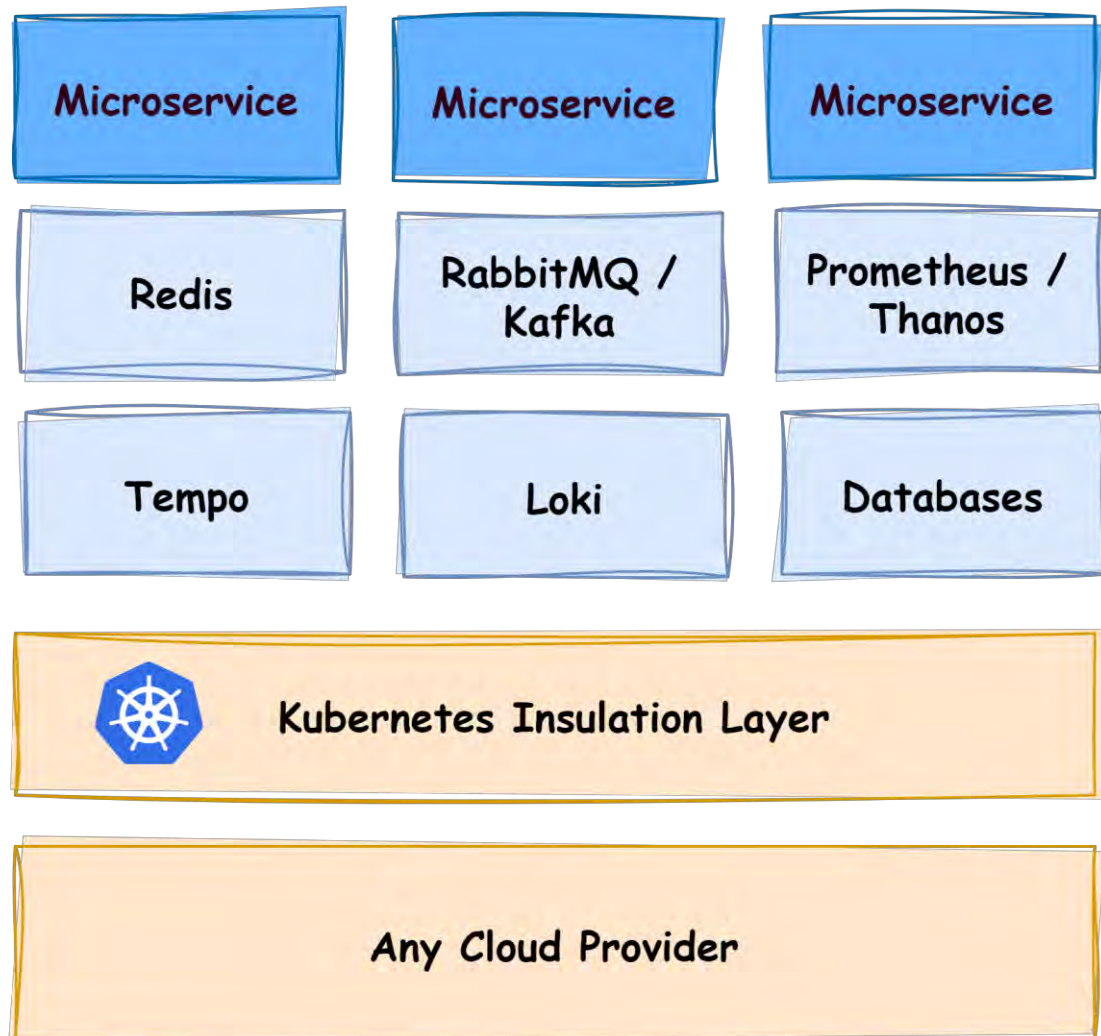 Microservice
Microservice
Microservice
Redis
RabbitMQ /
Kafka
Prometheus /
Thanos
Tempo
Loki
Databases
Kubernetes Insulation Layer
Any Cloud Provider